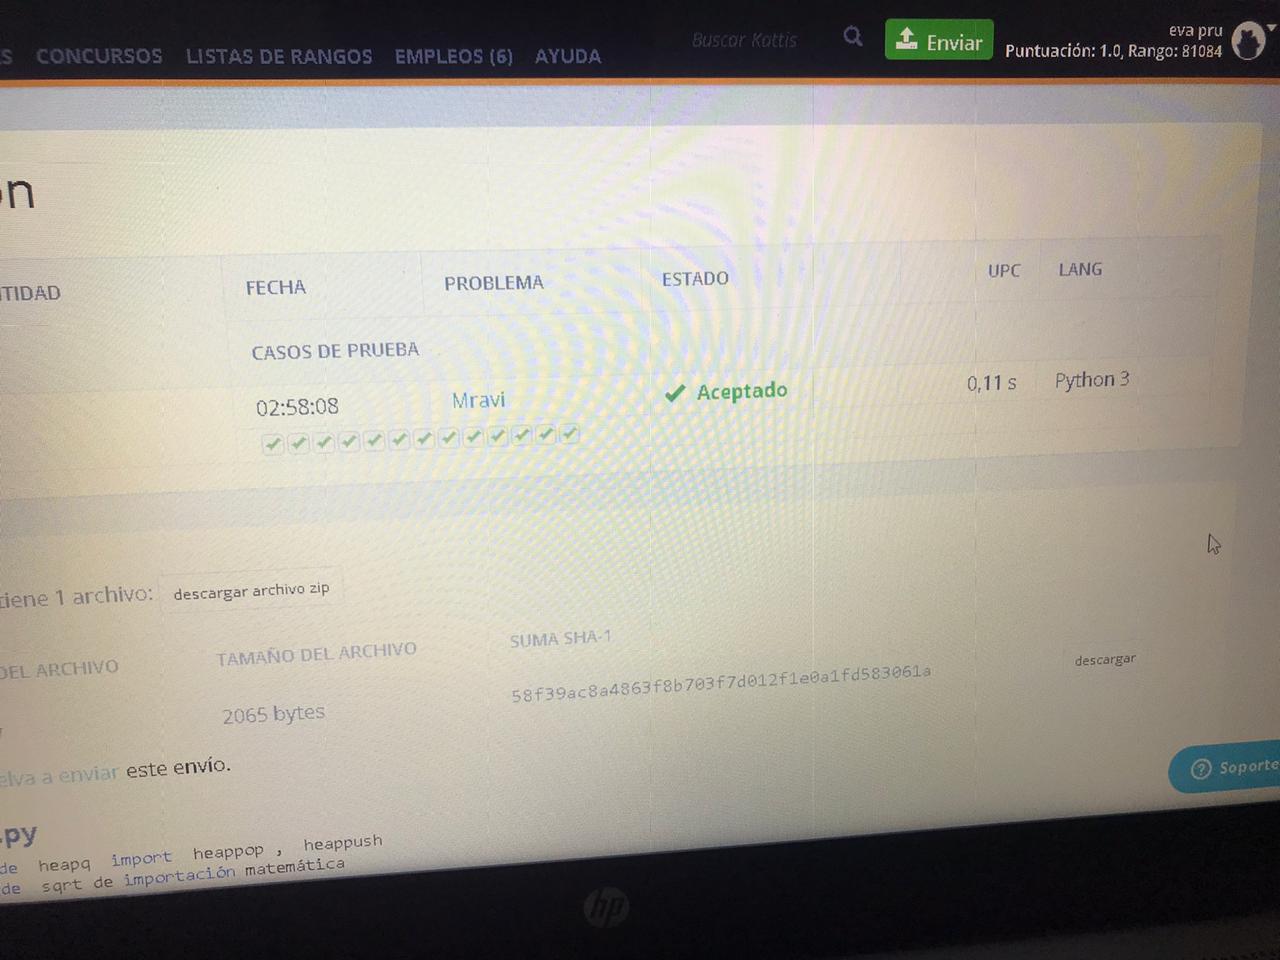 S CONCURSOS LISTAS DE RANGOS EMPLEOS (6) AYUDA
Buscar Kattis
Enviar
eva pru
Puntuación: 1.0, Rango: 81084
ón
TIDAD FECHA PROBLEMA ESTADO UPC LANG
CASOS DE PRUEBA
02:58:08 Mravi Aceptado 0,11 s Python 3
tiene 1 archivo: descargar archivo zip
DEL ARCHIVO TAMAÑO DEL ARCHIVO SUMA SHA-1
2065 bytes 58f39ac8a4863f8b703f7d012f1e0a1fd583061a descargar
elva a enviar este envío.
Soporte
.py
de heapq import heappop , heappush
de sqrt de importación matemática
hp